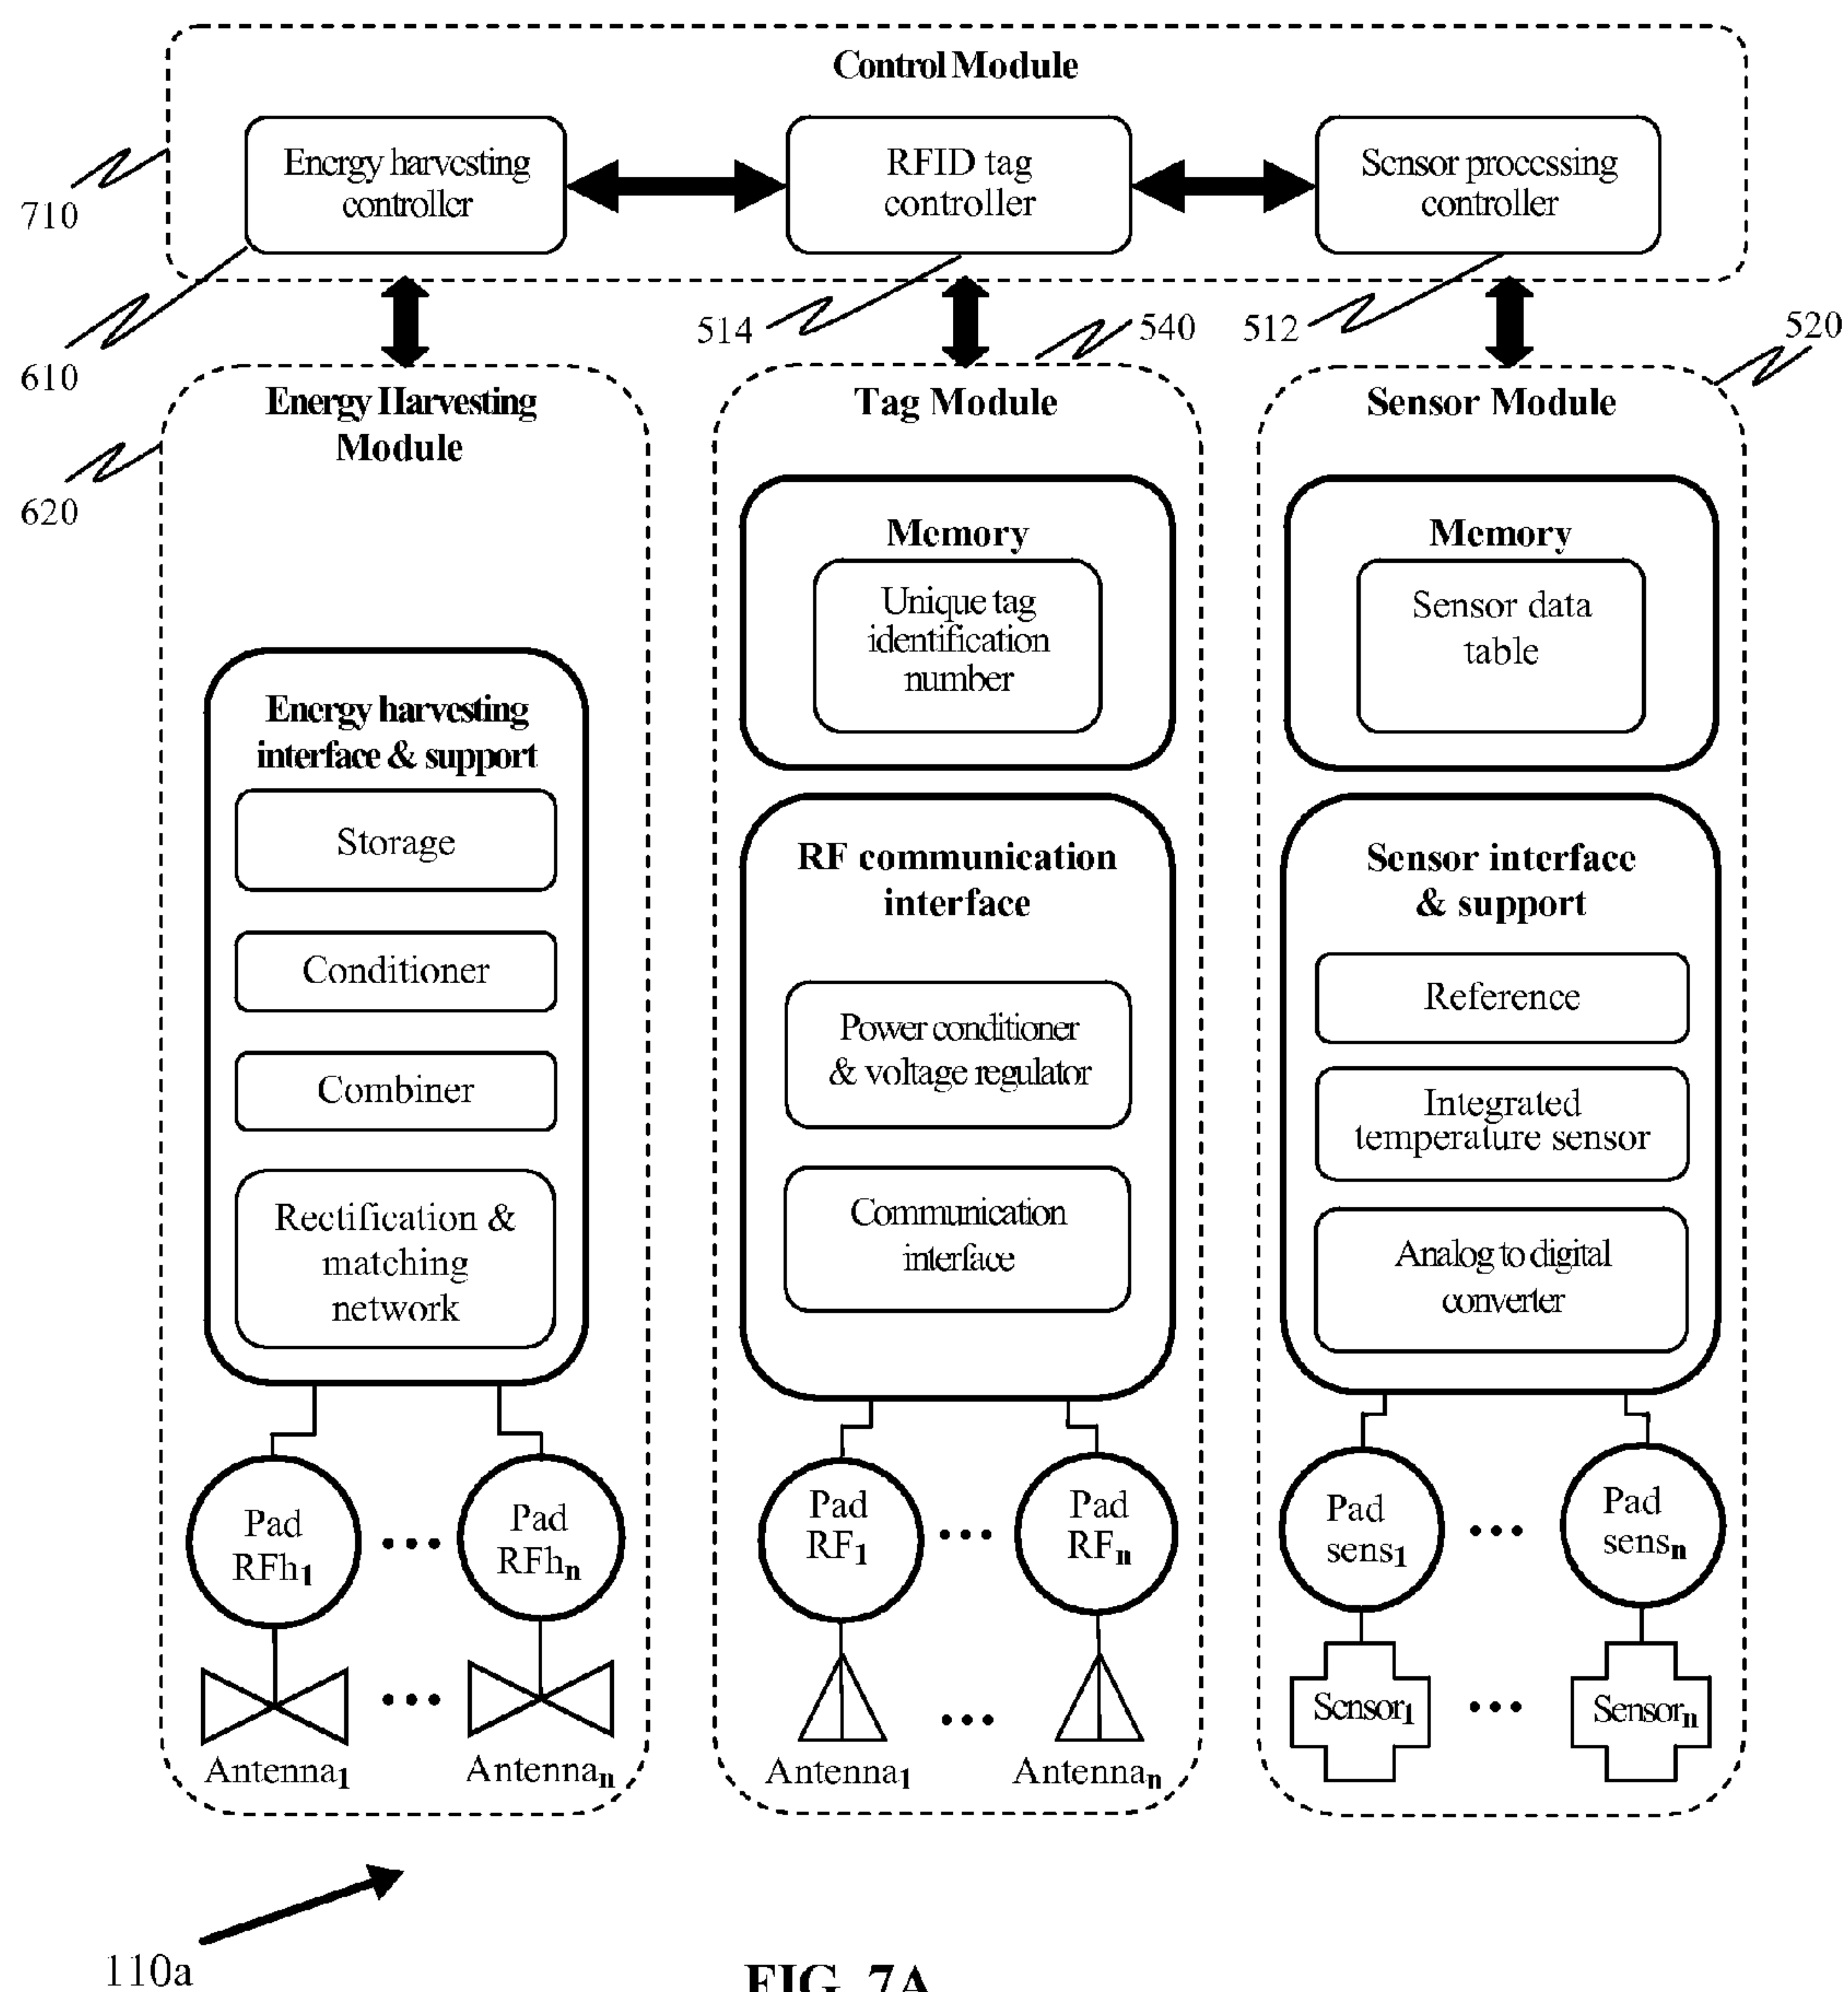 Control Module
Energy harvesting
controller
RFID tag
controller
Sensor processing
controller
710
610
514
540
512
520
620
Energy Harvesting
Module
Energy harvesting
interface & support
Storage
Conditioner
Combiner
Rectification &
matching
network
Pad
RFh1
...
Pad
RFhn
...
Antenna1
Antennan
Tag Module
Memory
Unique tag
identification
number
RF communication
interface
Power conditioner
& voltage regulator
Communication
interface
Pad
RF1
...
Pad
RFn
...
Antenna1
Antennan
Sensor Module
Memory
Sensor data
table
Sensor interface
& support
Reference
Integrated
temperature sensor
Analog to digital
converter
Pad
sens1
...
Pad
sensn
Sensor1
...
Sensorn
110a
FIG. 7A